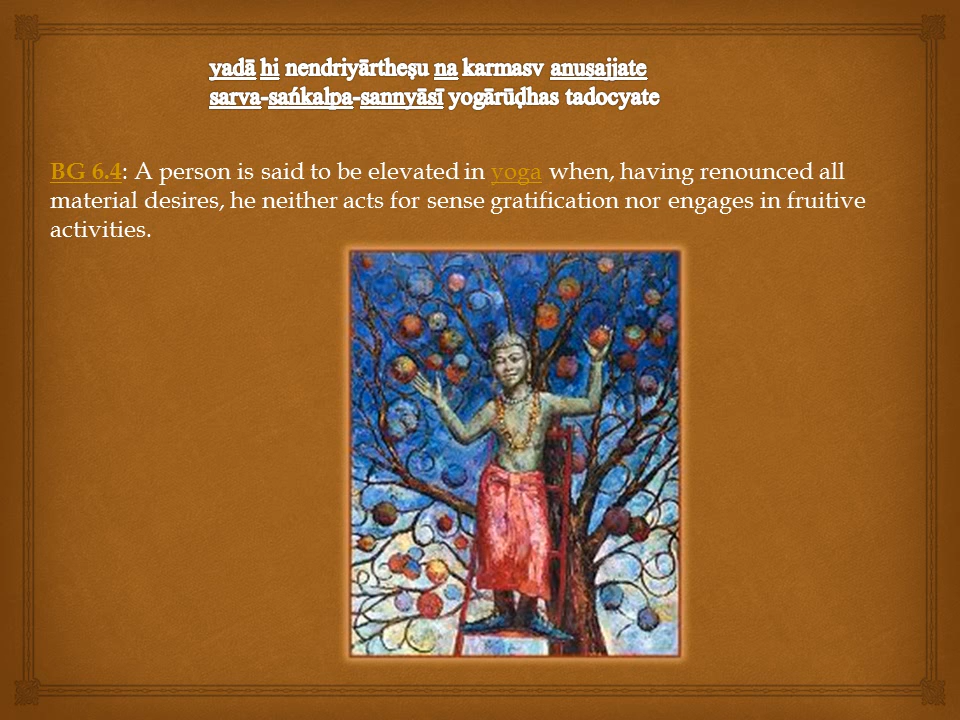 yadā hi nendriyārtheṣu na karmasv anuṣajjate
sarva-sańkalpa-sannyāsī yogārūḍhas tadocyate
BG 6.4: A person is said to be elevated in yoga when, having renounced all
material desires, he neither acts for sense gratification nor engages in fruitive
activities.